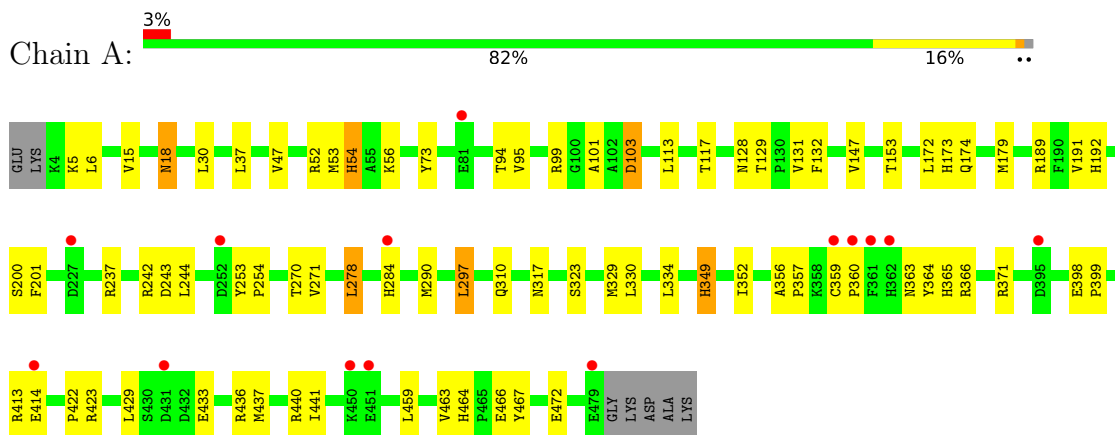 3%
Chain A:
82% 16% ••
GLU LYS K4 K5 L6 V15 N18 L30 L37 V47 R52 M53 H54 A55 K56 Y73 E81 T94 V95 R99 G100 A101 A102 D103 L113 T117 N128 T129 P130 V131 F132 V147 T153 L172 H173 Q174 M179 R189 F190 V191 H192
S200 F201 D227 R237 R242 D243 L244 D252 Y253 P254 T270 V271 L278 H284 M290 L297 Q310 N317 S323 M329 L330 L334 H349 I352 A356 P357 K358 C359 P360 F361 H362 N363 Y364 H365 R366 R371 D395 E398 P399
R413 E414 P422 R423 L429 S430 D431 D432 E433 R436 M437 R440 I441 K450 E451 L459 V463 H464 P465 E466 Y467 E472 E479 GLY LYS ASP ALA LYS